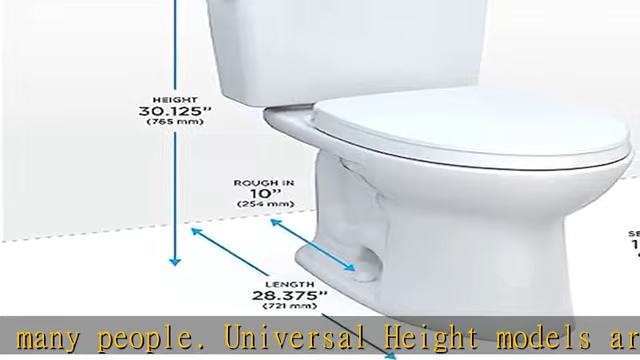 HEIGHT
30.125"
(765 mm)
ROUGH IN
10"
(254 mm)
LENGTH
28.375"
(721 mm)
many people. Universal Height models